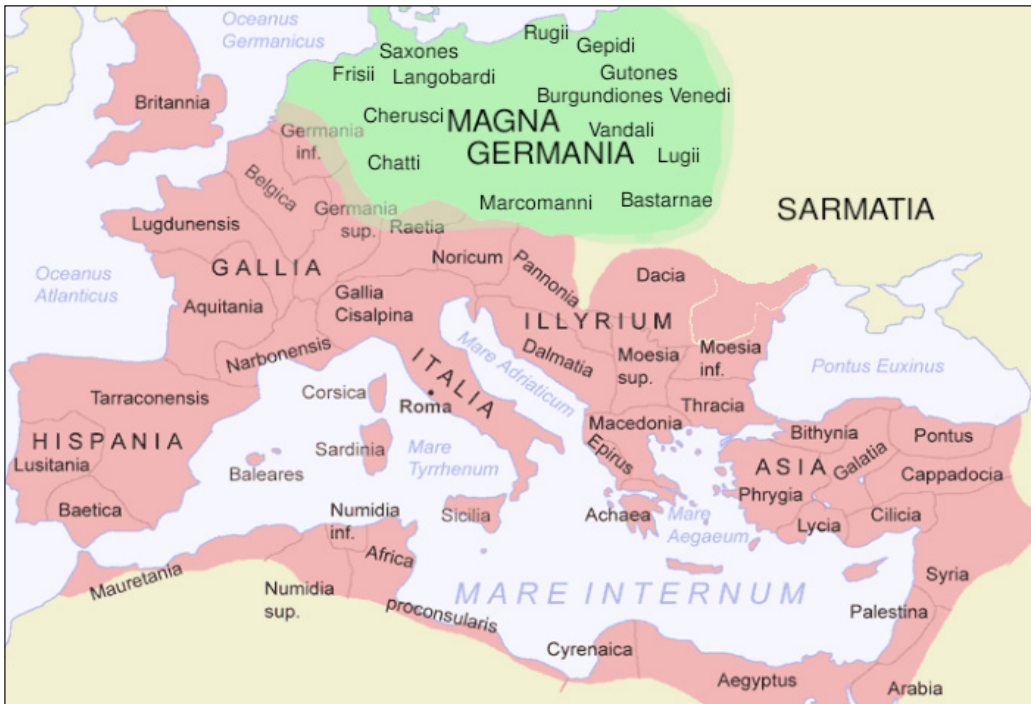 Oceanus
Germanicus
Rugii
Gepidi
Saxones
Frisii
Langobardi
Gutones
Burgundiones Venedi
Britannia
Cherusci
MAGNA
GERMANIA
Vandali
Lugii
Germania
inf.
Chatti
Belgica
Marcomanni
Bastarnae
SARMATIA
Germania
sup.
Raetia
Lugdunensis
Noricum
Pannonia
Dacia
Oceanus
Atlanticus
GALLIA
Gallia
Cisalpina
Aquitania
ILLYRIUM
Narbonensis
ITALIA
Mare Adriaticum
Dalmatia
Moesia
sup.
Moesia
inf.
Pontus Euxinus
Corsica
Roma
Tarraconensis
Thracia
Macedonia
Bithynia
Pontus
HISPANIA
Sardinia
Mare
Tyrrhenum
Epirus
ASIA
Galatia
Lusitania
Baleares
Cappadocia
Phrygia
Baetica
Numidia
inf.
Sicilia
Achaea
Mare
Aegaeum
Lycia
Cilicia
Africa
proconsularis
Mauretania
Numidia
sup.
MARE INTERNUM
Syria
Palestina
Cyrenaica
Aegyptus
Arabia